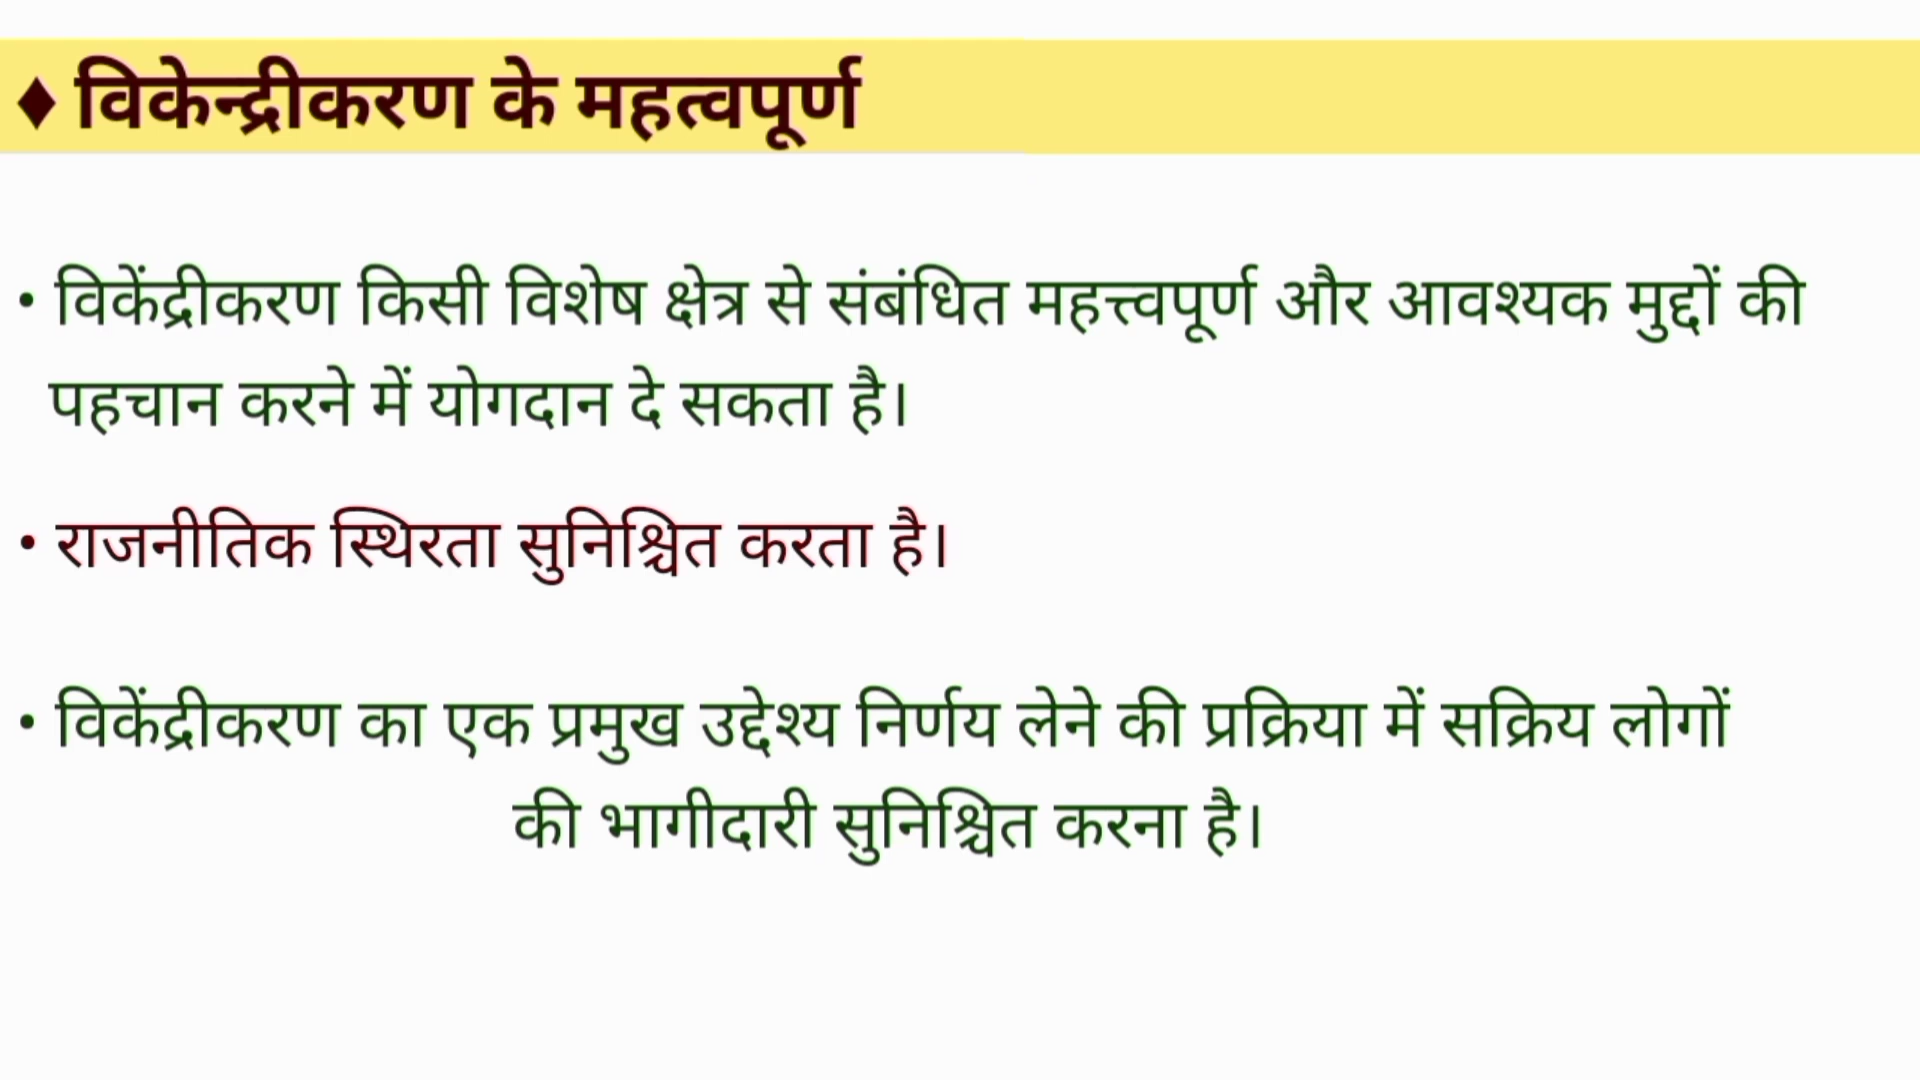 ♦ विकेन्द्रीकरण के महत्वपूर्ण
• विकेंद्रीकरण किसी विशेष क्षेत्र से संबंधित महत्त्वपूर्ण और आवश्यक मुद्दों की
पहचान करने में योगदान दे सकता है।
• राजनीतिक स्थिरता सुनिश्चित करता है।
• विकेंद्रीकरण का एक प्रमुख उद्देश्य निर्णय लेने की प्रक्रिया में सक्रिय लोगों
की भागीदारी सुनिश्चित करना है।